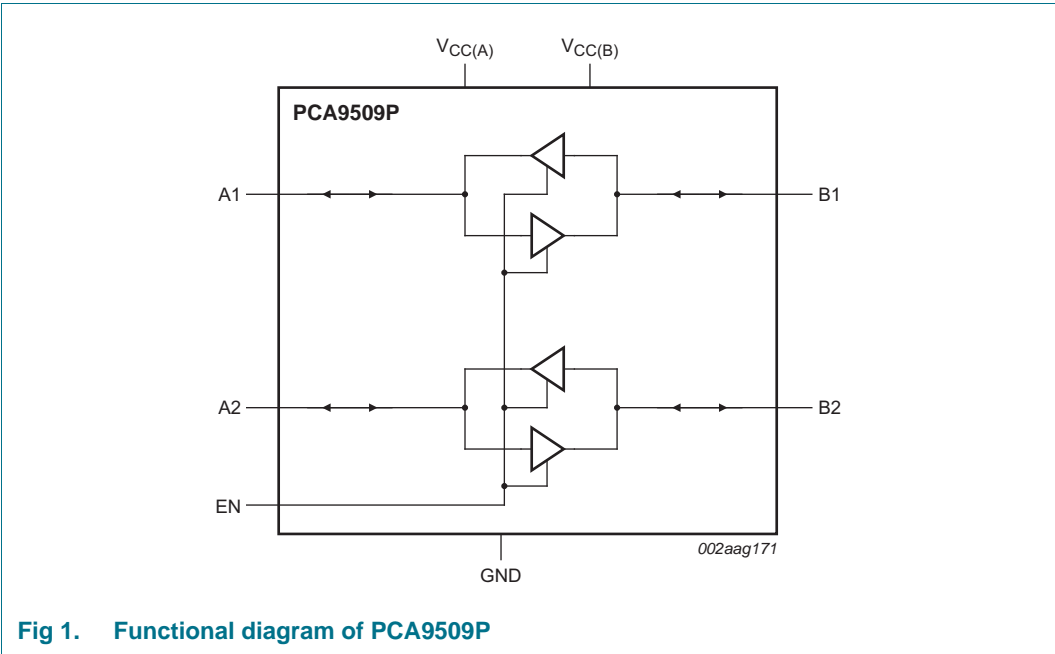 VCC(A) VCC(B)
PCA9509P
A1 B1
A2 B2
EN
002aag171
GND
Fig 1. Functional diagram of PCA9509P